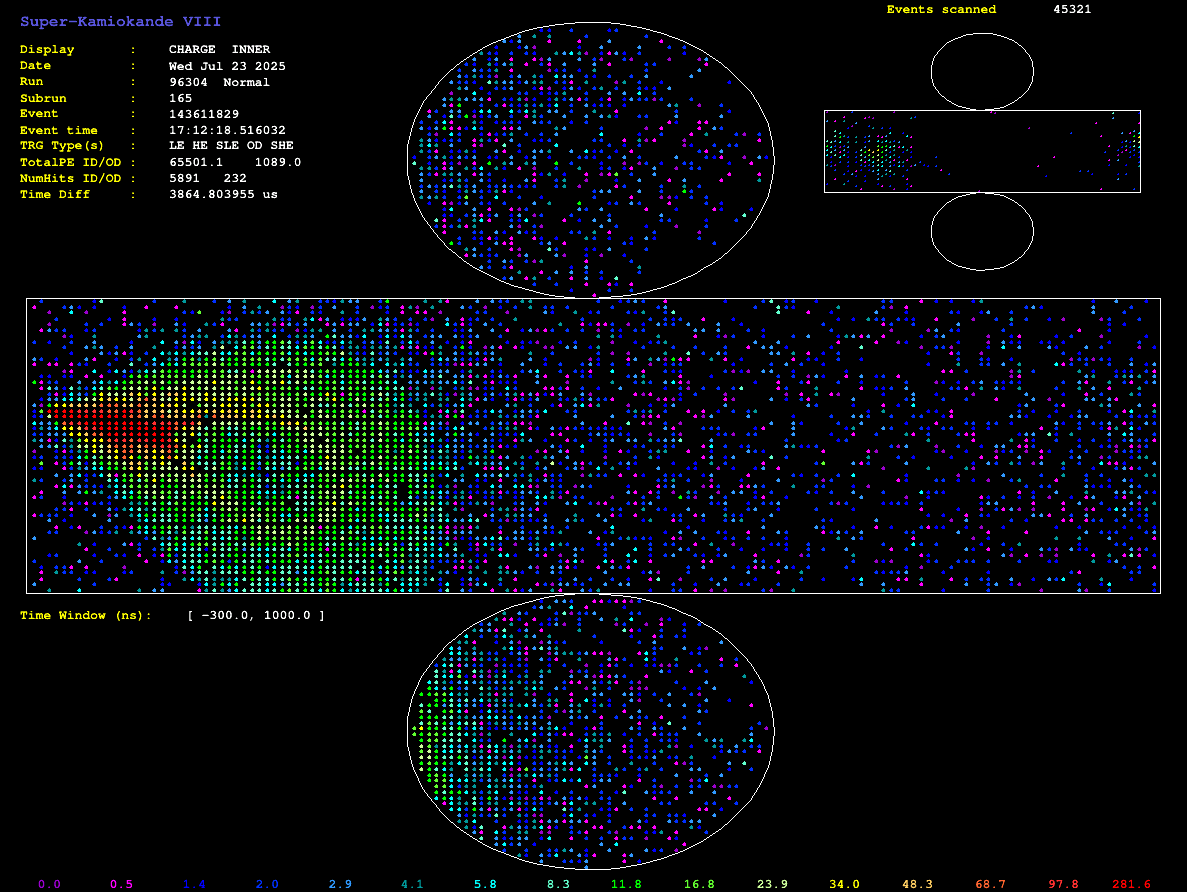 Super-Kamiokande VIII
Display : CHARGE INNER
Date : Wed Jul 23 2025
Run : 96304 Normal
Subrun : 165
Event : 143611829
Event time : 17:12:18.516032
TRG Type(s) : LE HE SLE OD SHE
TotalPE ID/OD : 65501.1 1089.0
NumHits ID/OD : 5891 232
Time Diff : 3864.803955 us
Events scanned 45321
Time Window (ns): [ -300.0, 1000.0 ]
0.0 0.5 1.4 2.0 2.9 4.1 5.8 8.3 11.8 16.8 23.9 34.0 48.3 68.7 97.8 281.6